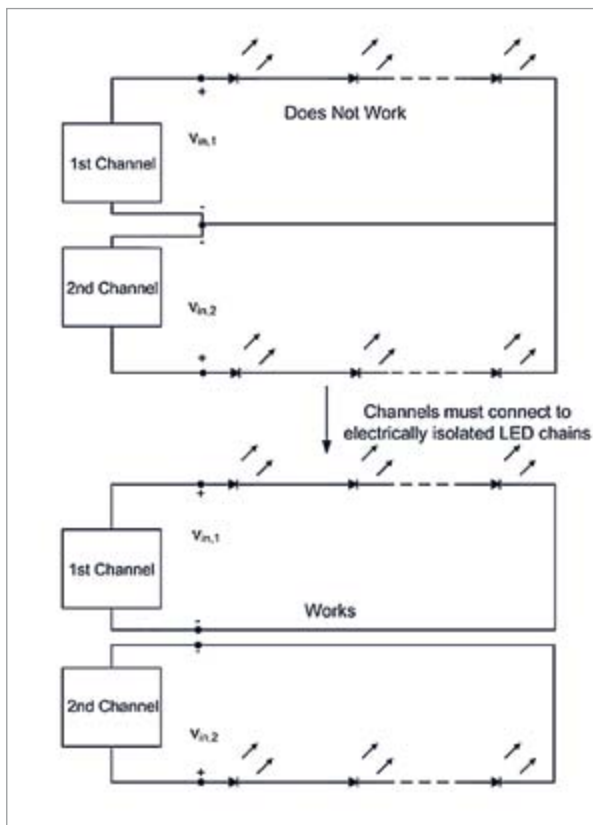 +
Does Not Work
Vin,1
1st Channel
-
-
2nd Channel
Vin,2
+
Channels must connect to
electrically isolated LED chains
+
Vin,1
1st Channel
Works
-
-
2nd Channel
Vin,2
+